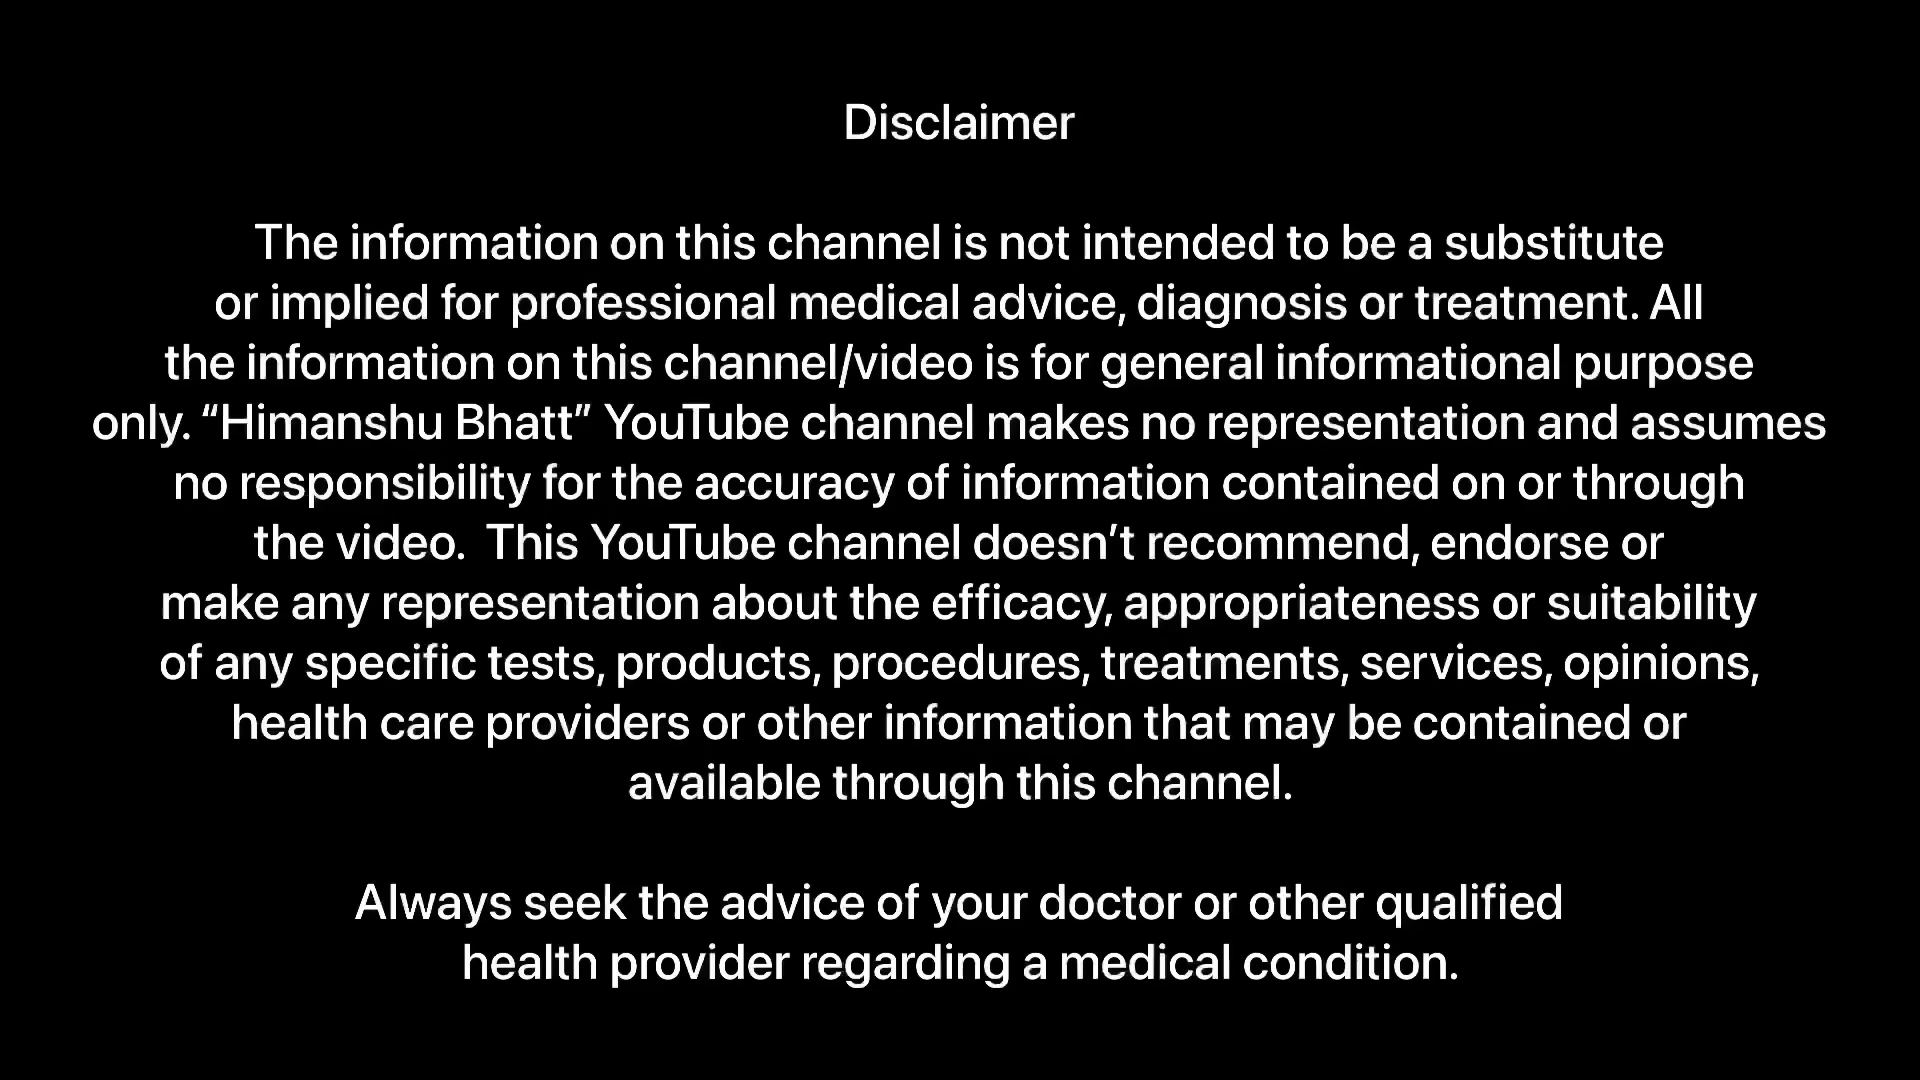 Disclaimer
The information on this channel is not intended to be a substitute
or implied for professional medical advice, diagnosis or treatment. All
the information on this channel/video is for general informational purpose
only. “Himanshu Bhatt” YouTube channel makes no representation and assumes
no responsibility for the accuracy of information contained on or through
the video.  This YouTube channel doesn’t recommend, endorse or
make any representation about the efficacy, appropriateness or suitability
of any specific tests, products, procedures, treatments, services, opinions,
health care providers or other information that may be contained or
available through this channel.
Always seek the advice of your doctor or other qualified
health provider regarding a medical condition.